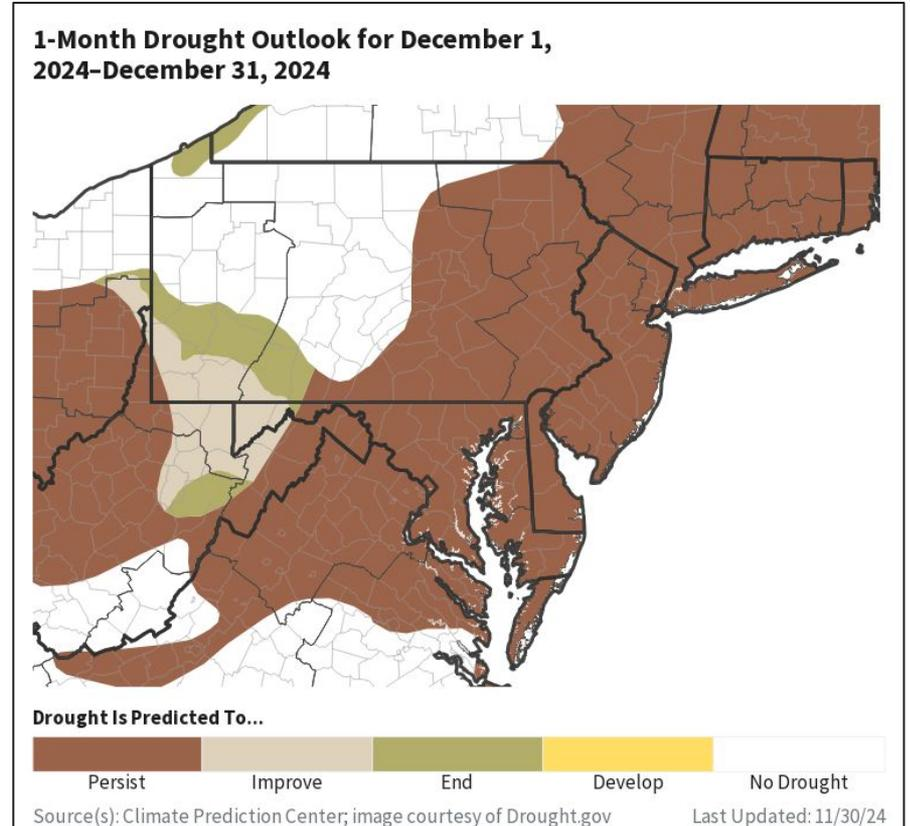 1-Month Drought Outlook for December 1,
2024–December 31, 2024
Drought Is Predicted To...
Persist
Improve
End
Develop
No Drought
Source(s): Climate Prediction Center; image courtesy of Drought.gov
Last Updated: 11/30/24